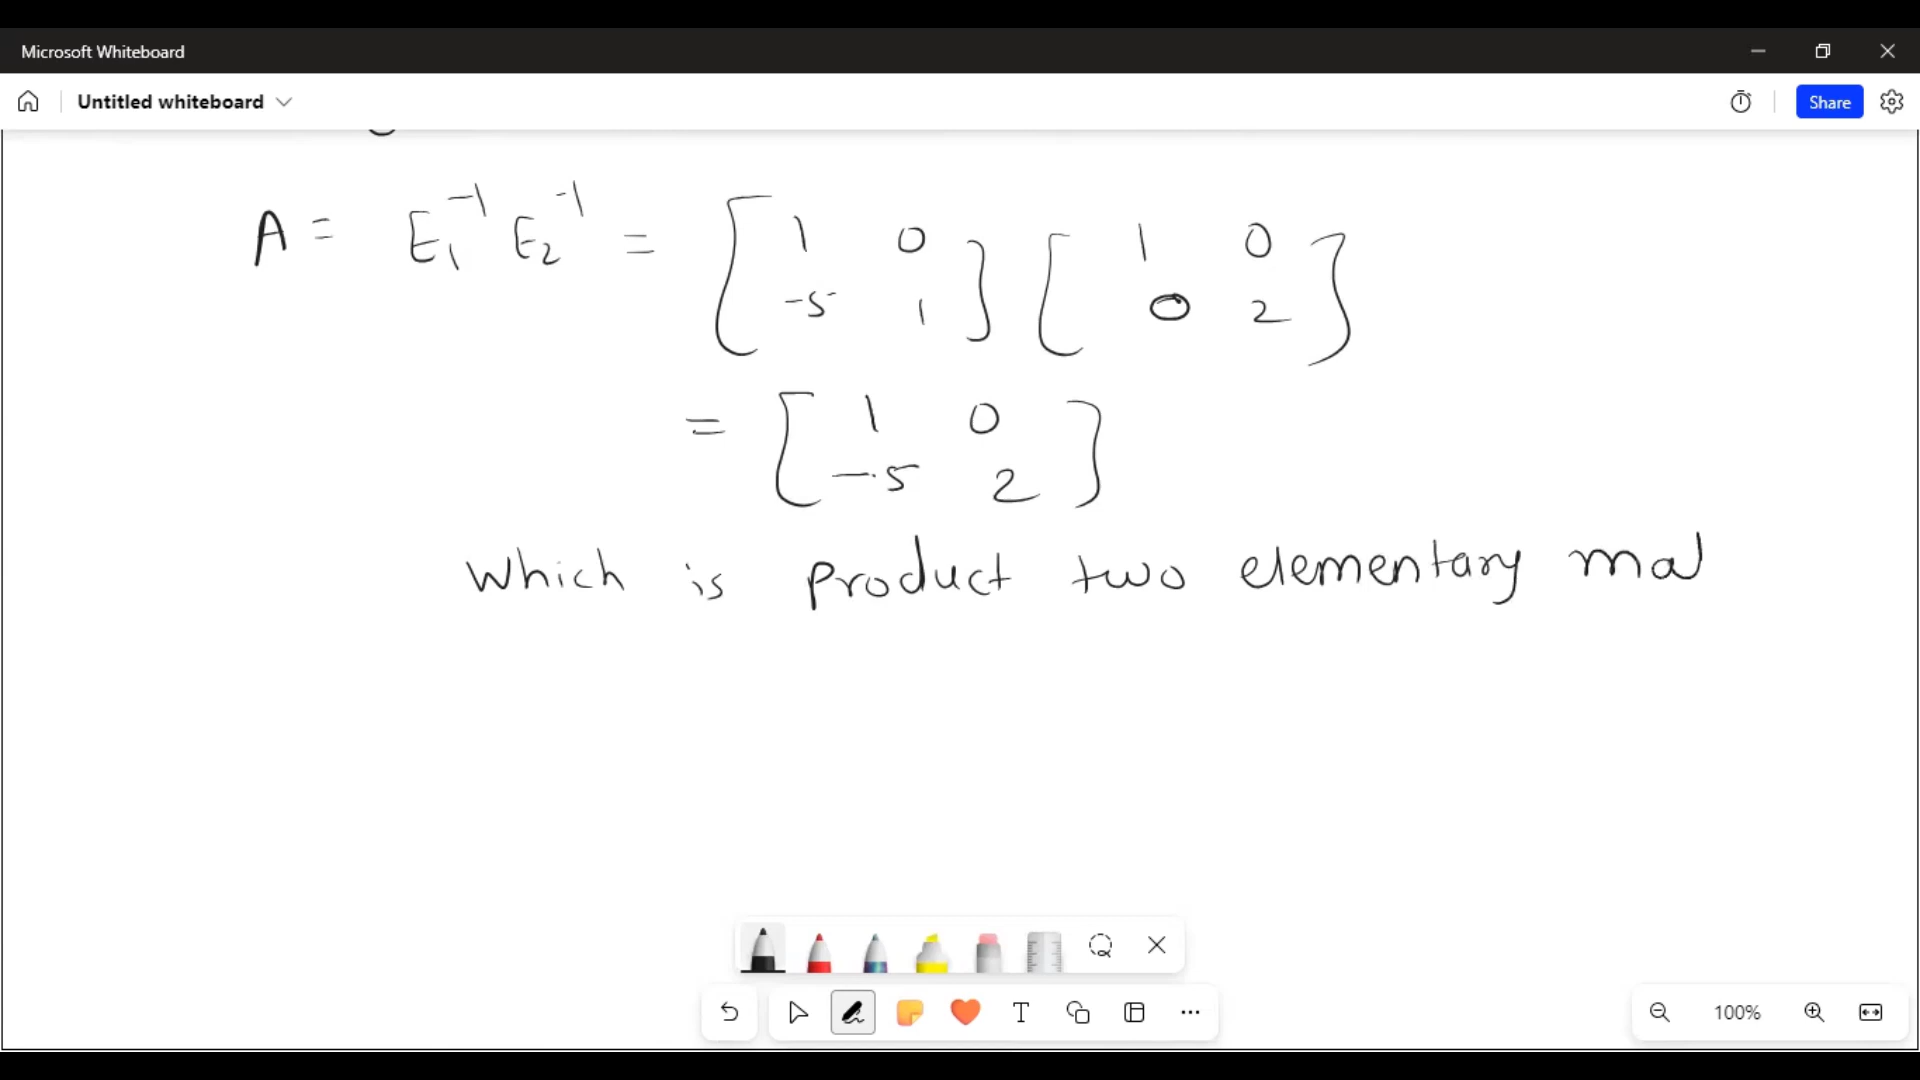 Microsoft Whiteboard
Untitled whiteboard
Share
A = E₁⁻¹ E₂⁻¹ = [1 0; -5 1] [1 0; 0 2]
= [1 0; -5 2]
Which is product two elementary mat
100%